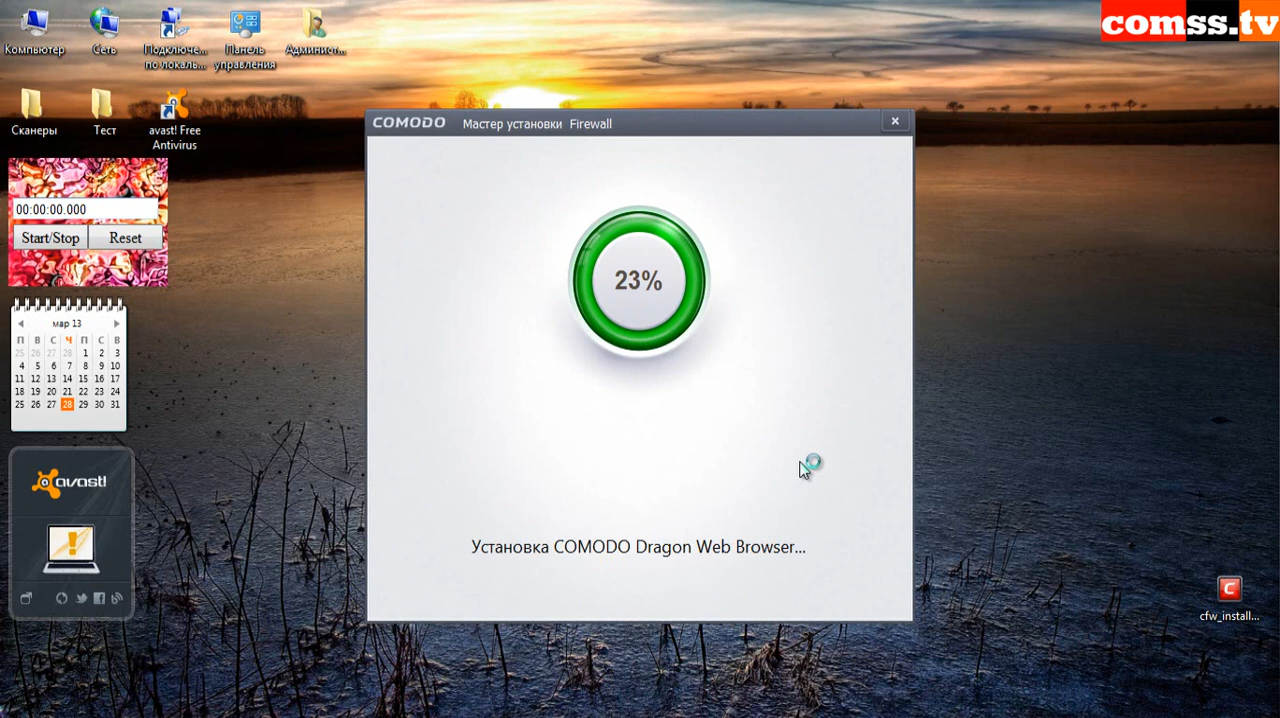 comss.tv
Компьютер
Сеть
Подключе...
по локаль...
Панель
управления
Админист...
Сканеры
Тест
avast! Free
Antivirus
00:00:00.000
Start/Stop
Reset
мар 13
П В С Ч П С В
25 26 27 28 1 2 3
4 5 6 7 8 9 10
11 12 13 14 15 16 17
18 19 20 21 22 23 24
25 26 27 28 29 30 31
avast!
COMODO Мастер установки Firewall
23%
Установка COMODO Dragon Web Browser...
C
cfw_install...